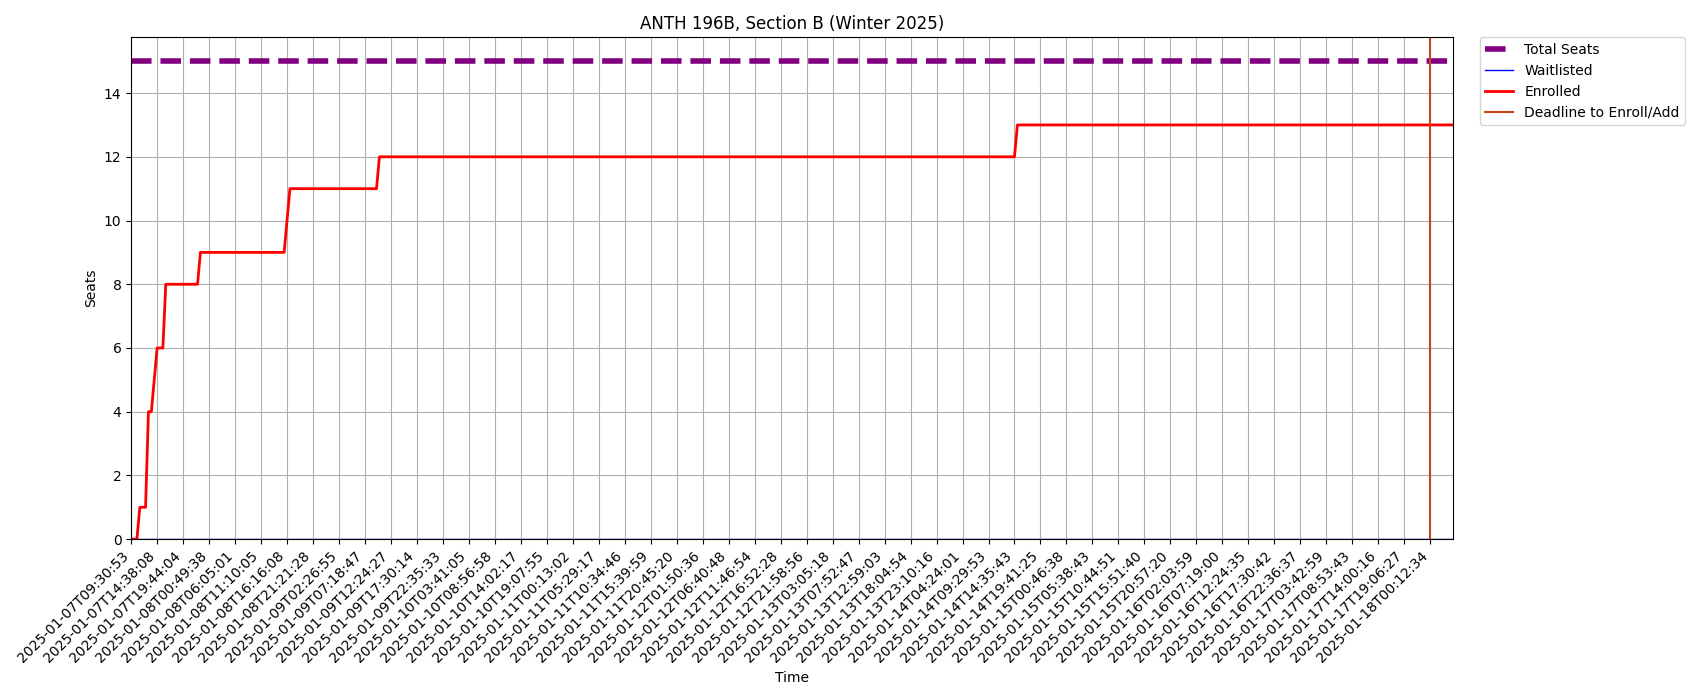 ANTH 196B, Section B (Winter 2025)
Total Seats
Waitlisted
Enrolled
Deadline to Enroll/Add
Seats
14
12
10
8
6
4
2
0
2025-01-07T09:30:53
2025-01-07T14:38:08
2025-01-07T19:44:04
2025-01-08T00:49:38
2025-01-08T06:05:01
2025-01-08T11:10:05
2025-01-08T16:16:08
2025-01-08T21:21:28
2025-01-09T02:26:55
2025-01-09T07:18:47
2025-01-09T12:24:27
2025-01-09T17:30:14
2025-01-09T22:35:33
2025-01-10T03:41:05
2025-01-10T08:56:58
2025-01-10T14:02:17
2025-01-10T19:07:55
2025-01-11T00:13:02
2025-01-11T05:29:17
2025-01-11T10:34:46
2025-01-11T15:39:59
2025-01-11T20:45:20
2025-01-12T01:50:36
2025-01-12T06:40:48
2025-01-12T11:46:54
2025-01-12T16:52:28
2025-01-12T21:58:56
2025-01-13T03:05:18
2025-01-13T07:52:47
2025-01-13T12:59:03
2025-01-13T18:04:54
2025-01-13T23:10:16
2025-01-14T04:24:01
2025-01-14T09:29:53
2025-01-14T14:35:43
2025-01-14T19:41:25
2025-01-15T00:46:38
2025-01-15T05:38:43
2025-01-15T10:44:51
2025-01-15T15:51:40
2025-01-15T20:57:20
2025-01-16T02:03:59
2025-01-16T07:19:00
2025-01-16T12:24:35
2025-01-16T17:30:42
2025-01-16T22:36:37
2025-01-17T03:42:59
2025-01-17T08:53:43
2025-01-17T14:00:16
2025-01-17T19:06:27
2025-01-18T00:12:34
Time